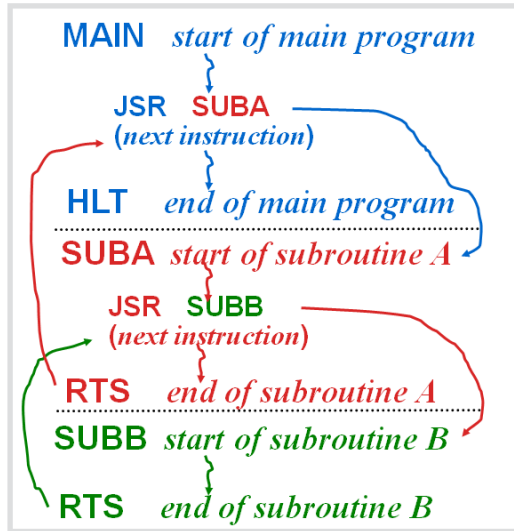 MAIN start of main program
JSR SUBA
(next instruction)
HLT end of main program
SUBA start of subroutine A
JSR SUBB
(next instruction)
RTS end of subroutine A
SUBB start of subroutine B
RTS end of subroutine B